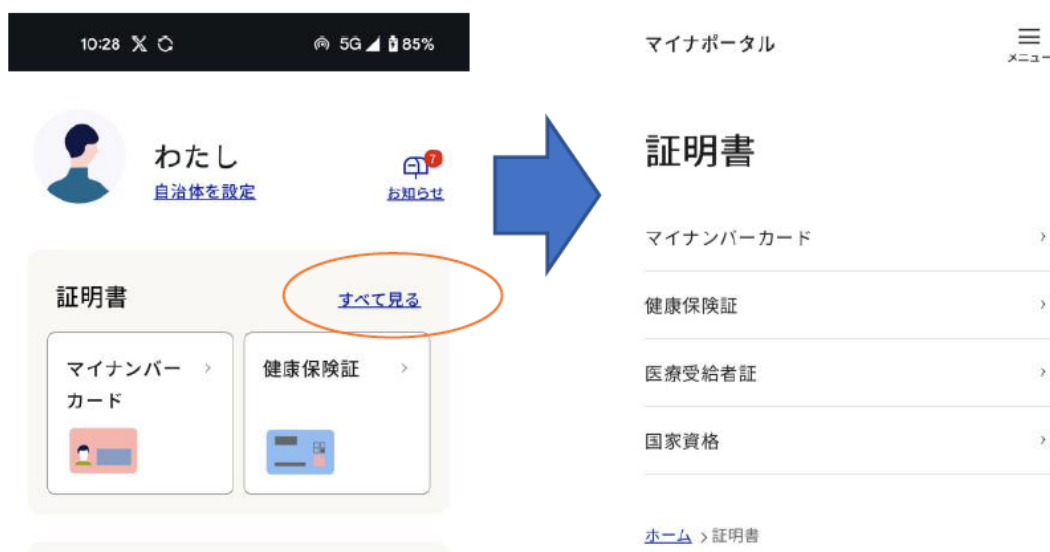 10:28 5G 85%
わたし
自治体を設定
7
お知らせ
証明書
すべて見る
マイナンバー
カード
健康保険証
マイナポータル
メニュー
証明書
マイナンバーカード
健康保険証
医療受給者証
国家資格
ホーム > 証明書